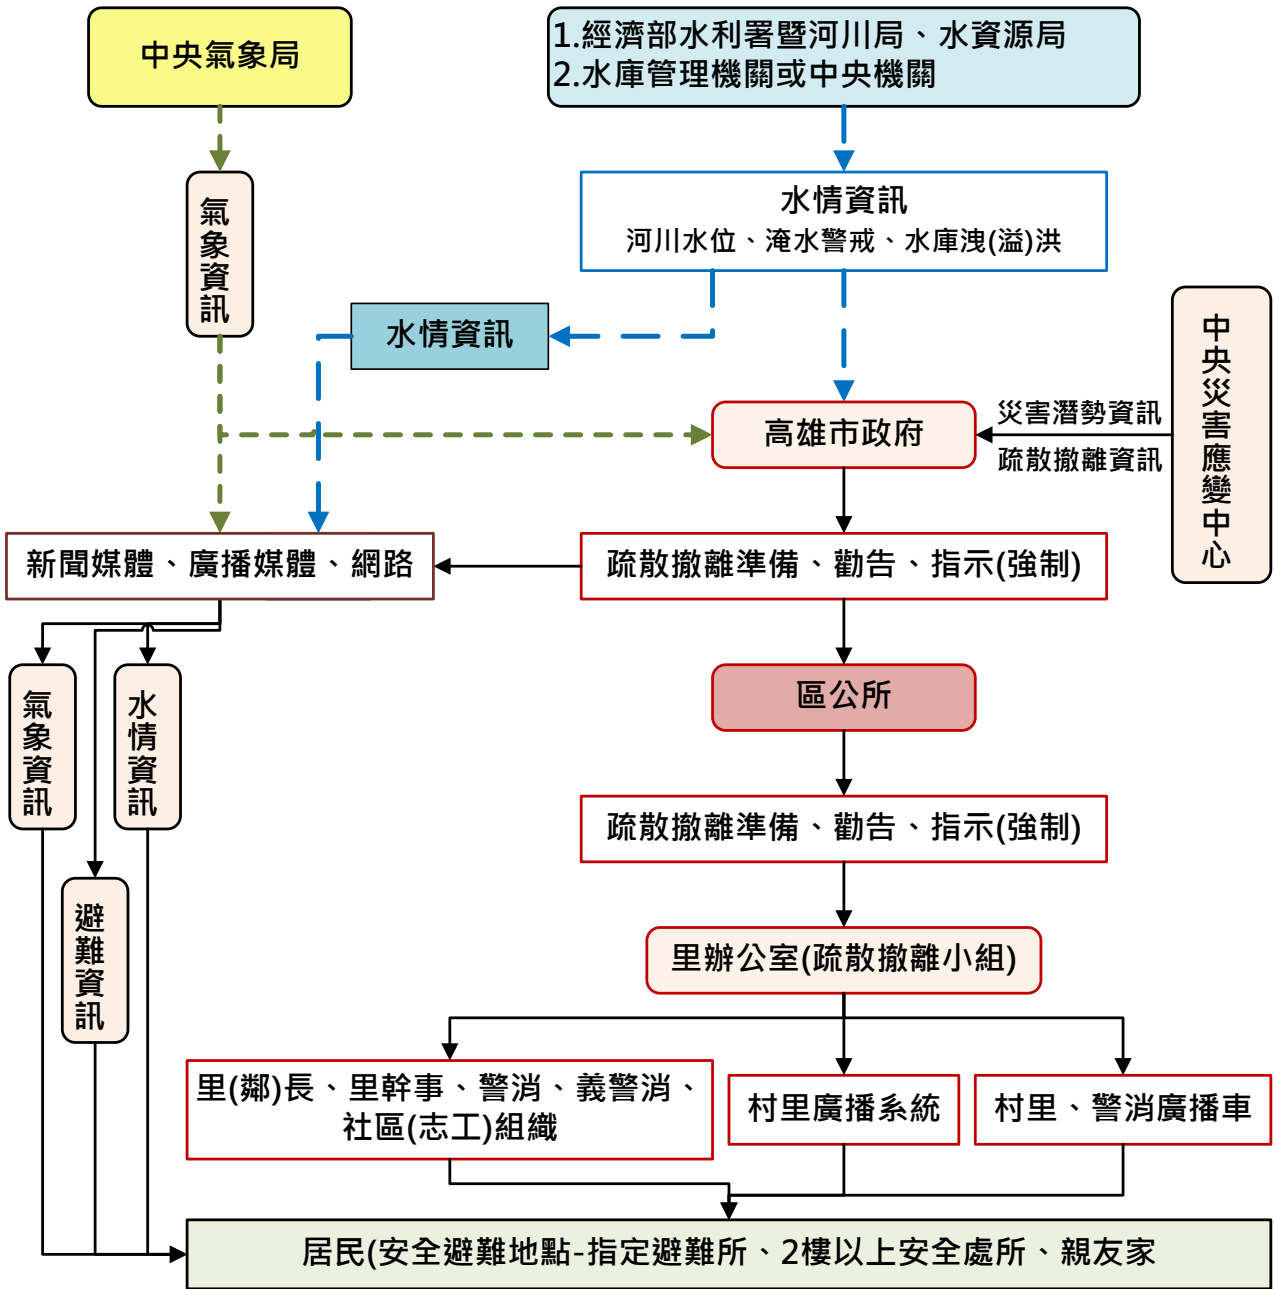 中央氣象局
1.經濟部水利署暨河川局、水資源局
2.水庫管理機關或中央機關
氣象資訊
水情資訊
河川水位、淹水警戒、水庫洩(溢)洪
水情資訊
中央災害應變中心
高雄市政府
災害潛勢資訊
疏散撤離資訊
新聞媒體、廣播媒體、網路
疏散撤離準備、勸告、指示(強制)
氣象資訊
水情資訊
區公所
疏散撤離準備、勸告、指示(強制)
避難資訊
里辦公室(疏散撤離小組)
里(鄰)長、里幹事、警消、義警消、
社區(志工)組織
村里廣播系統
村里、警消廣播車
居民(安全避難地點-指定避難所、2樓以上安全處所、親友家